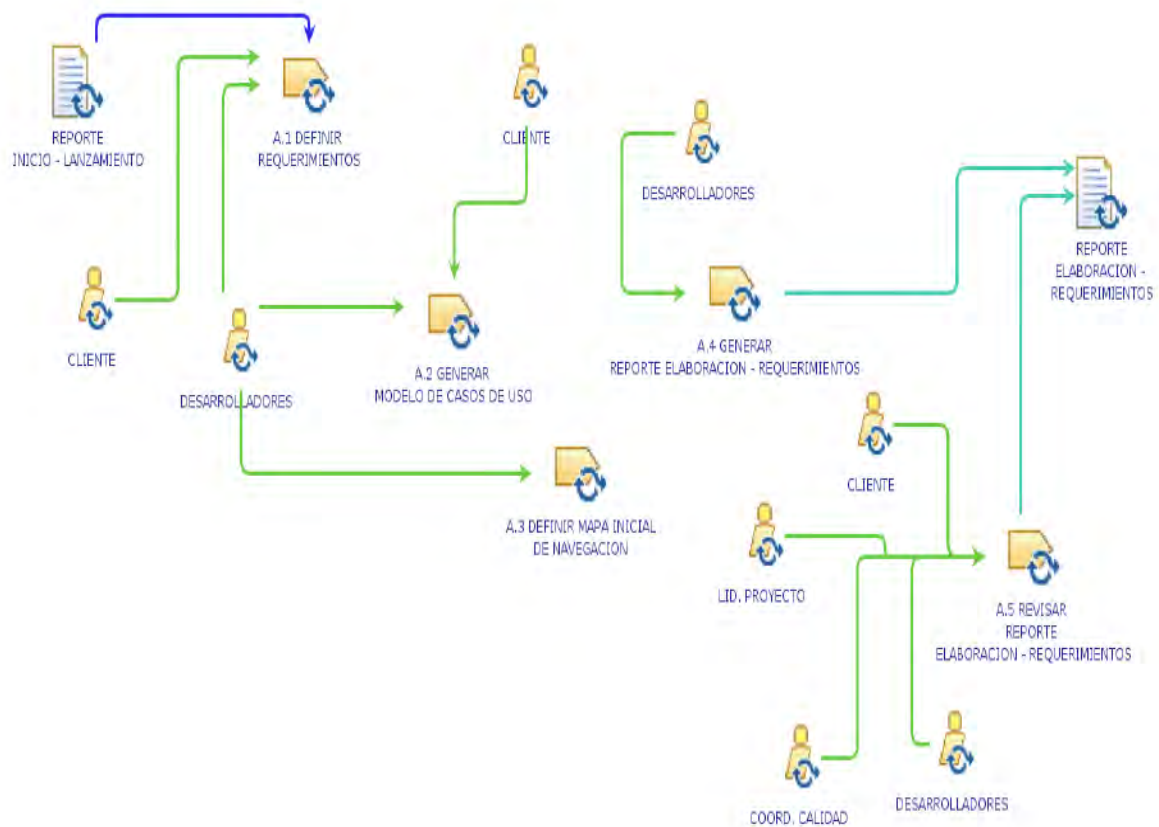 REPORTE
INICIO - LANZAMIENTO
A.1 DEFINIR
REQUERIMIENTOS
CLIENTE
DESARROLLADORES
REPORTE
ELABORACION -
REQUERIMIENTOS
CLIENTE
DESARROLLADORES
A.2 GENERAR
MODELO DE CASOS DE USO
A.4 GENERAR
REPORTE ELABORACION - REQUERIMIENTOS
CLIENTE
A.3 DEFINIR MAPA INICIAL
DE NAVEGACION
LID. PROYECTO
A.5 REVISAR
REPORTE
ELABORACION - REQUERIMIENTOS
COORD. CALIDAD
DESARROLLADORES